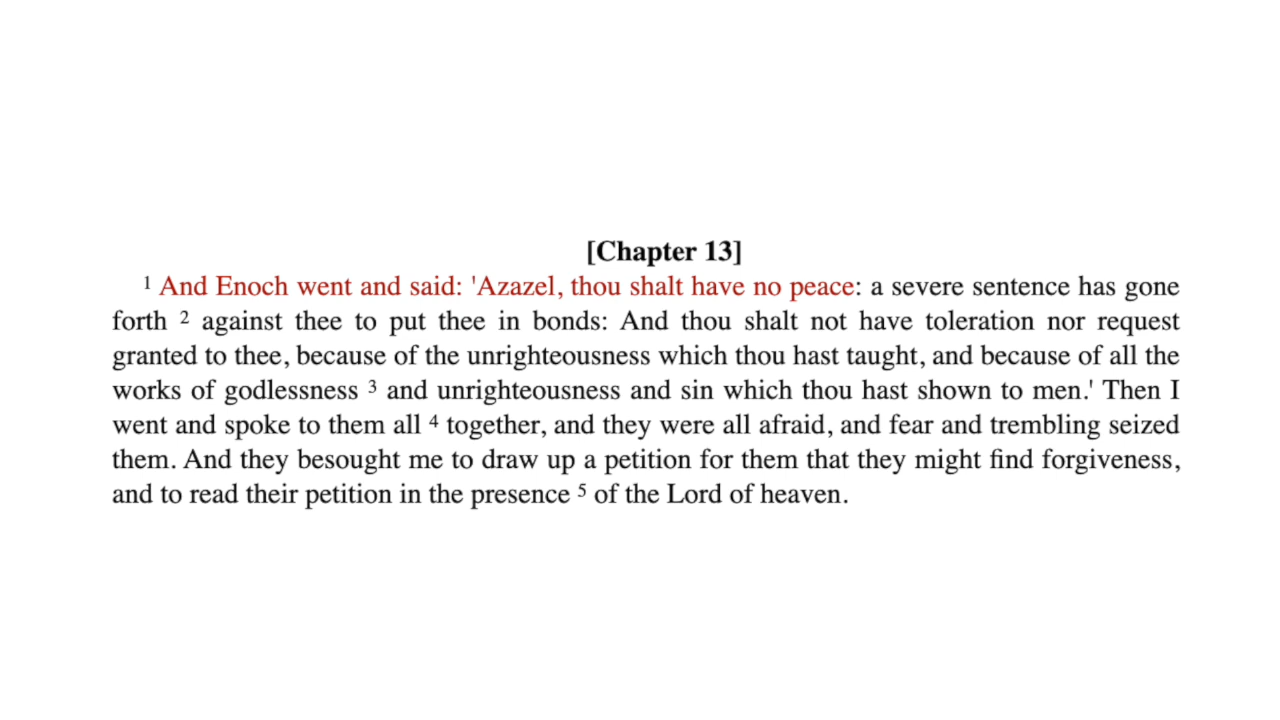 [Chapter 13]
1 And Enoch went and said: 'Azazel, thou shalt have no peace: a severe sentence has gone
forth 2 against thee to put thee in bonds: And thou shalt not have toleration nor request
granted to thee, because of the unrighteousness which thou hast taught, and because of all the
works of godlessness 3 and unrighteousness and sin which thou hast shown to men.' Then I
went and spoke to them all 4 together, and they were all afraid, and fear and trembling seized
them. And they besought me to draw up a petition for them that they might find forgiveness,
and to read their petition in the presence 5 of the Lord of heaven.